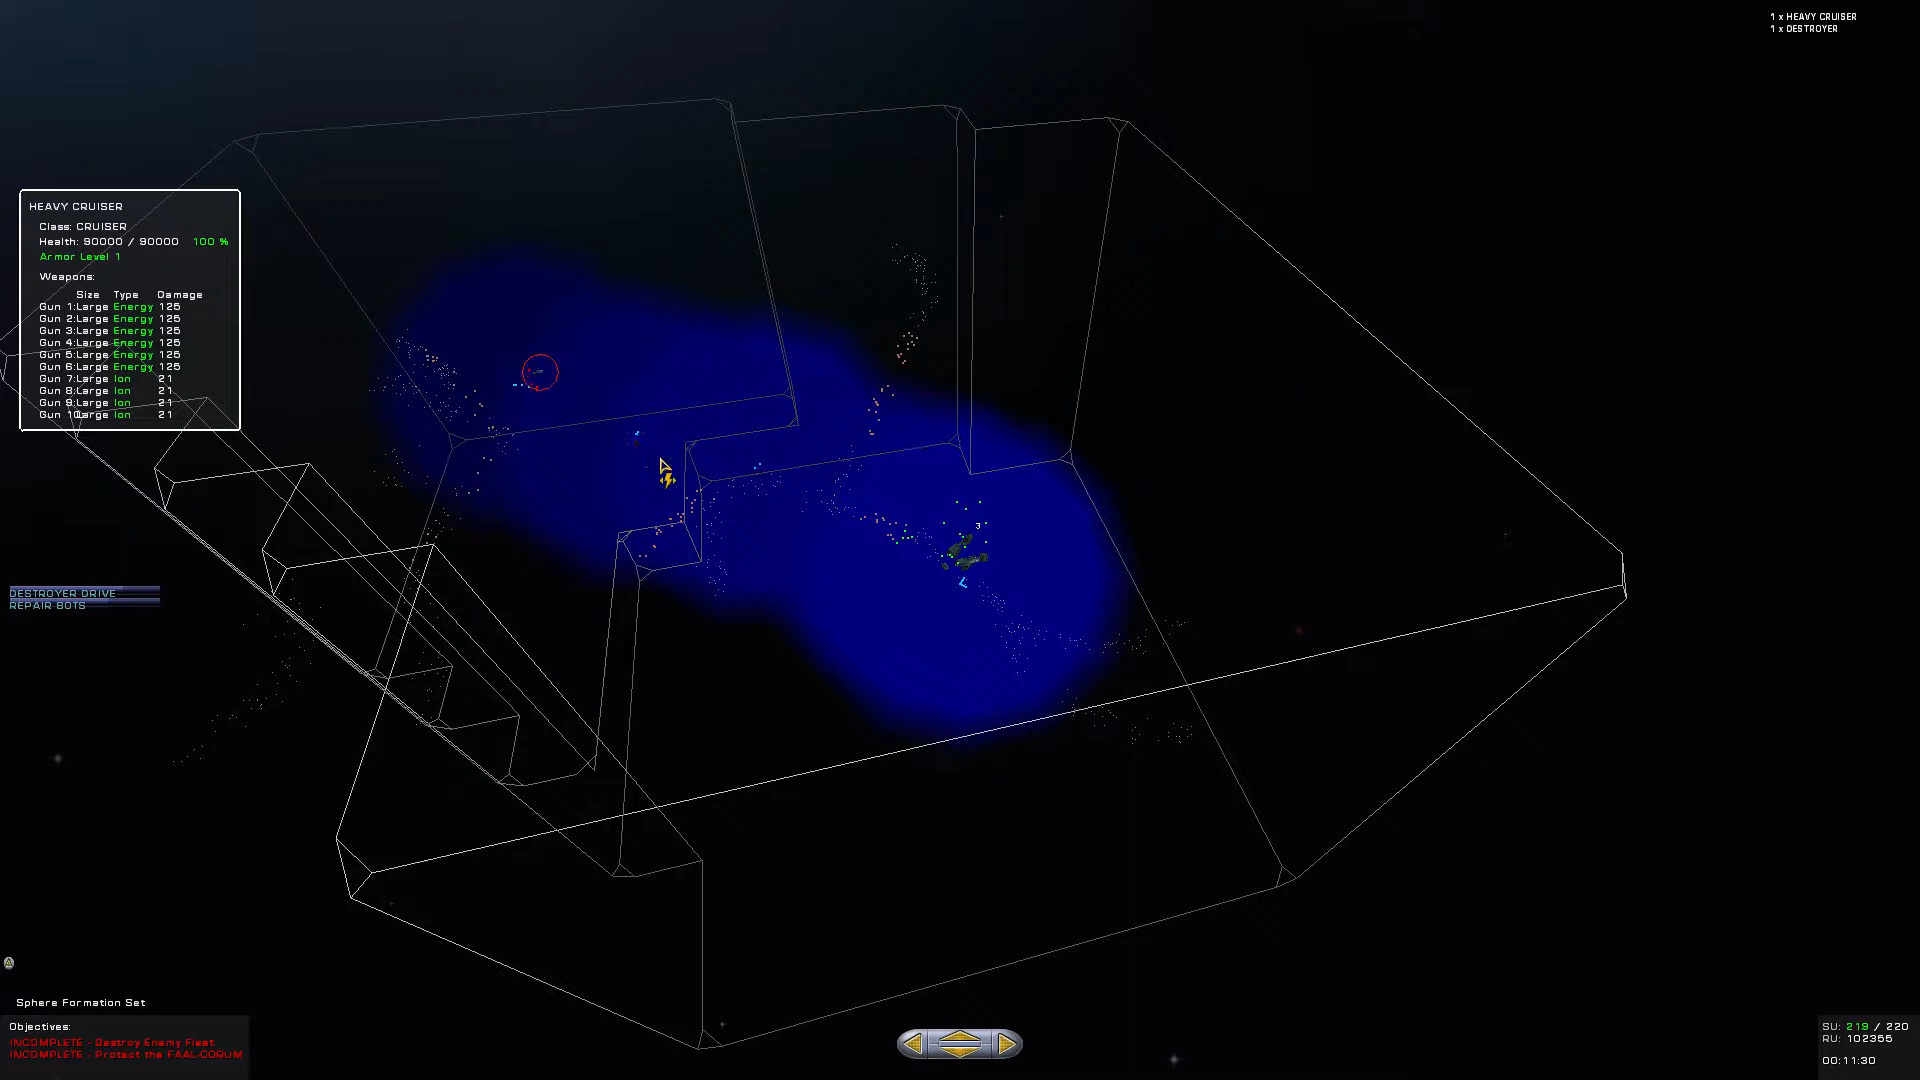 1 x HEAVY CRUISER
1 x DESTROYER
HEAVY CRUISER
Class: CRUISER
Health: 90000 / 90000 100 %
Armor Level 1
Weapons:
Size Type Damage
Gun 1:Large Energy 125
Gun 2:Large Energy 125
Gun 3:Large Energy 125
Gun 4:Large Energy 125
Gun 5:Large Energy 125
Gun 6:Large Energy 125
Gun 7:Large Ion 21
Gun 8:Large Ion 21
Gun 9:Large Ion 21
Gun 10:Large Ion 21
3
DESTROYER DRIVE
REPAIR BOTS
Sphere Formation Set
Objectives:
INCOMPLETE - Destroy Enemy Fleet
INCOMPLETE - Protect the FAAL-CORUM
SU: 219 / 220
RU: 102355
00:11:30